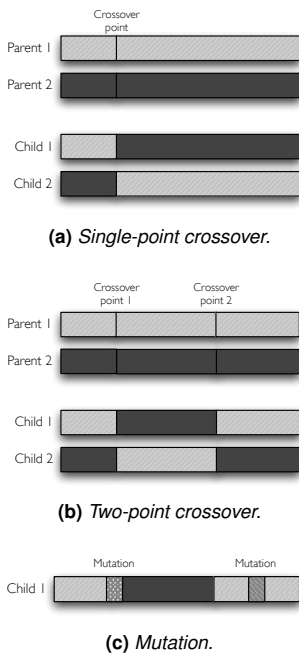 Crossover
point
Parent 1
Parent 2
Child 1
Child 2
(a) Single-point crossover.
Crossover
point 1
Crossover
point 2
Parent 1
Parent 2
Child 1
Child 2
(b) Two-point crossover.
Mutation
Mutation
Child 1
(c) Mutation.